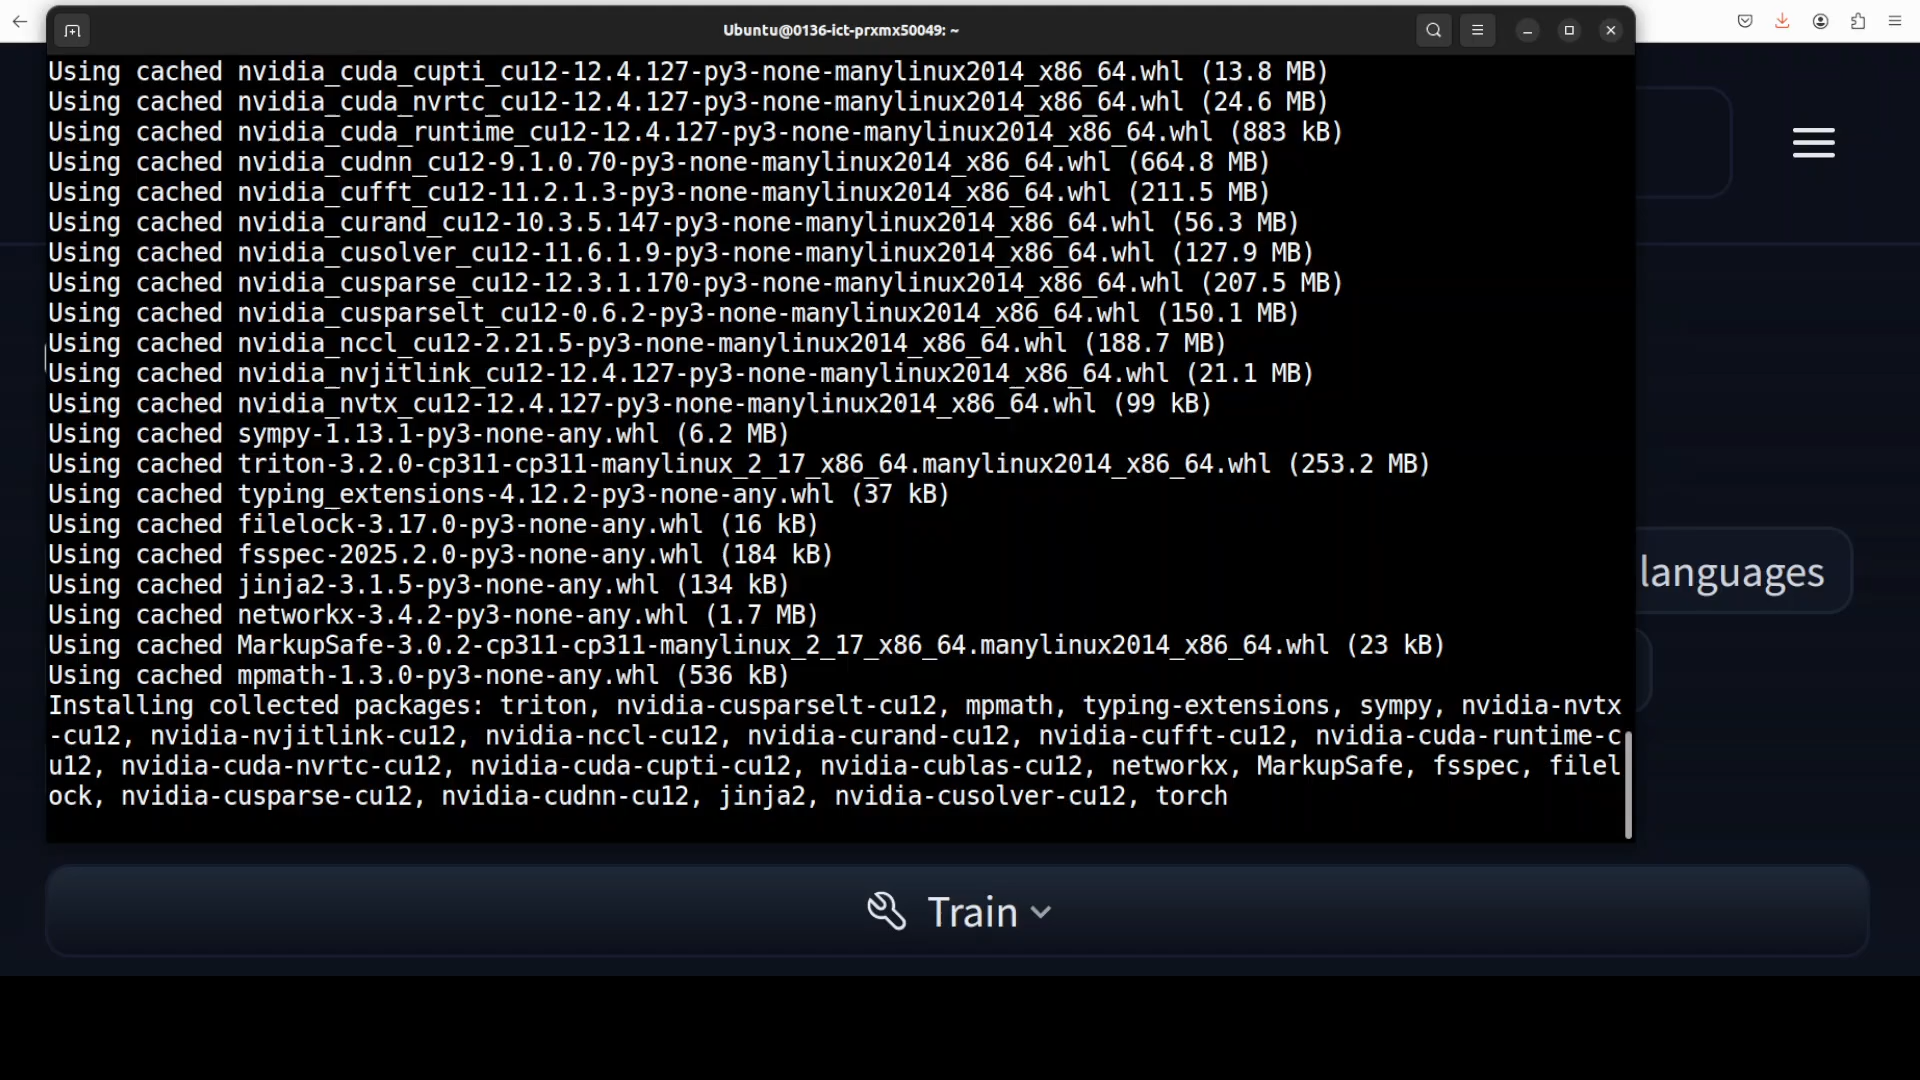 Ubuntu@0136-ict-prxmx50049: ~
Using cached nvidia_cuda_cupti_cu12-12.4.127-py3-none-manylinux2014_x86_64.whl (13.8 MB)
Using cached nvidia_cuda_nvrtc_cu12-12.4.127-py3-none-manylinux2014_x86_64.whl (24.6 MB)
Using cached nvidia_cuda_runtime_cu12-12.4.127-py3-none-manylinux2014_x86_64.whl (883 kB)
Using cached nvidia_cudnn_cu12-9.1.0.70-py3-none-manylinux2014_x86_64.whl (664.8 MB)
Using cached nvidia_cufft_cu12-11.2.1.3-py3-none-manylinux2014_x86_64.whl (211.5 MB)
Using cached nvidia_curand_cu12-10.3.5.147-py3-none-manylinux2014_x86_64.whl (56.3 MB)
Using cached nvidia_cusolver_cu12-11.6.1.9-py3-none-manylinux2014_x86_64.whl (127.9 MB)
Using cached nvidia_cusparse_cu12-12.3.1.170-py3-none-manylinux2014_x86_64.whl (207.5 MB)
Using cached nvidia_cusparselt_cu12-0.6.2-py3-none-manylinux2014_x86_64.whl (150.1 MB)
Using cached nvidia_nccl_cu12-2.21.5-py3-none-manylinux2014_x86_64.whl (188.7 MB)
Using cached nvidia_nvjitlink_cu12-12.4.127-py3-none-manylinux2014_x86_64.whl (21.1 MB)
Using cached nvidia_nvtx_cu12-12.4.127-py3-none-manylinux2014_x86_64.whl (99 kB)
Using cached sympy-1.13.1-py3-none-any.whl (6.2 MB)
Using cached triton-3.2.0-cp311-cp311-manylinux_2_17_x86_64.manylinux2014_x86_64.whl (253.2 MB)
Using cached typing_extensions-4.12.2-py3-none-any.whl (37 kB)
Using cached filelock-3.17.0-py3-none-any.whl (16 kB)
Using cached fsspec-2025.2.0-py3-none-any.whl (184 kB)
Using cached jinja2-3.1.5-py3-none-any.whl (134 kB)
Using cached networkx-3.4.2-py3-none-any.whl (1.7 MB)
Using cached MarkupSafe-3.0.2-cp311-cp311-manylinux_2_17_x86_64.manylinux2014_x86_64.whl (23 kB)
Using cached mpmath-1.3.0-py3-none-any.whl (536 kB)
Installing collected packages: triton, nvidia-cusparselt-cu12, mpmath, typing-extensions, sympy, nvidia-nvtx
-cu12, nvidia-nvjitlink-cu12, nvidia-nccl-cu12, nvidia-curand-cu12, nvidia-cufft-cu12, nvidia-cuda-runtime-c
u12, nvidia-cuda-nvrtc-cu12, nvidia-cuda-cupti-cu12, nvidia-cublas-cu12, networkx, MarkupSafe, fsspec, filel
ock, nvidia-cusparse-cu12, nvidia-cudnn-cu12, jinja2, nvidia-cusolver-cu12, torch
languages
Train